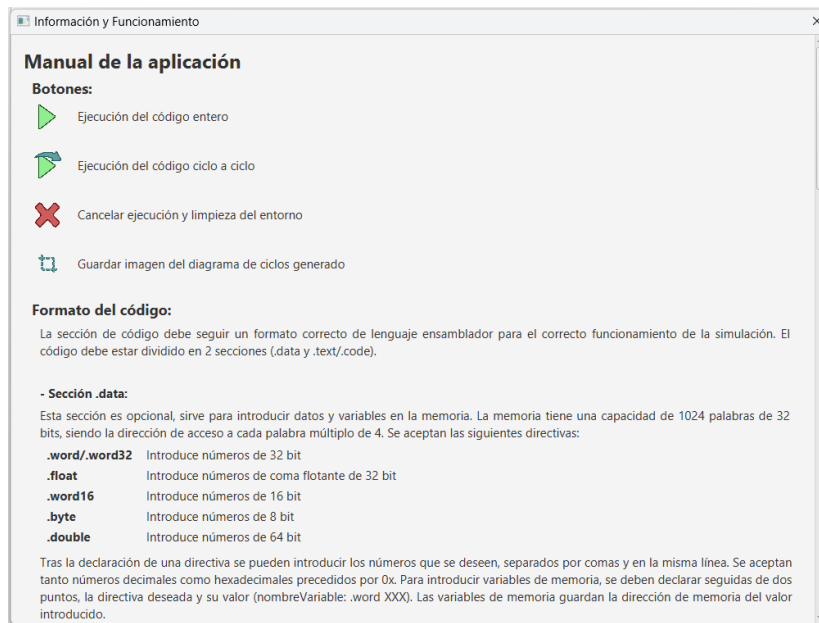 Información y Funcionamiento
Manual de la aplicación
Botones:
Ejecución del código entero
Ejecución del código ciclo a ciclo
Cancelar ejecución y limpieza del entorno
Guardar imagen del diagrama de ciclos generado
Formato del código:
La sección de código debe seguir un formato correcto de lenguaje ensamblador para el correcto funcionamiento de la simulación. El
código debe estar dividido en 2 secciones (.data y .text/.code).
- Sección .data:
Esta sección es opcional, sirve para introducir datos y variables en la memoria. La memoria tiene una capacidad de 1024 palabras de 32
bits, siendo la dirección de acceso a cada palabra múltiplo de 4. Se aceptan las siguientes directivas:
.word/.word32 Introduce números de 32 bit
.float Introduce números de coma flotante de 32 bit
.word16 Introduce números de 16 bit
.byte Introduce números de 8 bit
.double Introduce números de 64 bit
Tras la declaración de una directiva se pueden introducir los números que se deseen, separados por comas y en la misma línea. Se aceptan
tanto números decimales como hexadecimales precedidos por 0x. Para introducir variables de memoria, se deben declarar seguidas de dos
puntos, la directiva deseada y su valor (nombreVariable: .word XXX). Las variables de memoria guardan la dirección de memoria del valor
introducido.